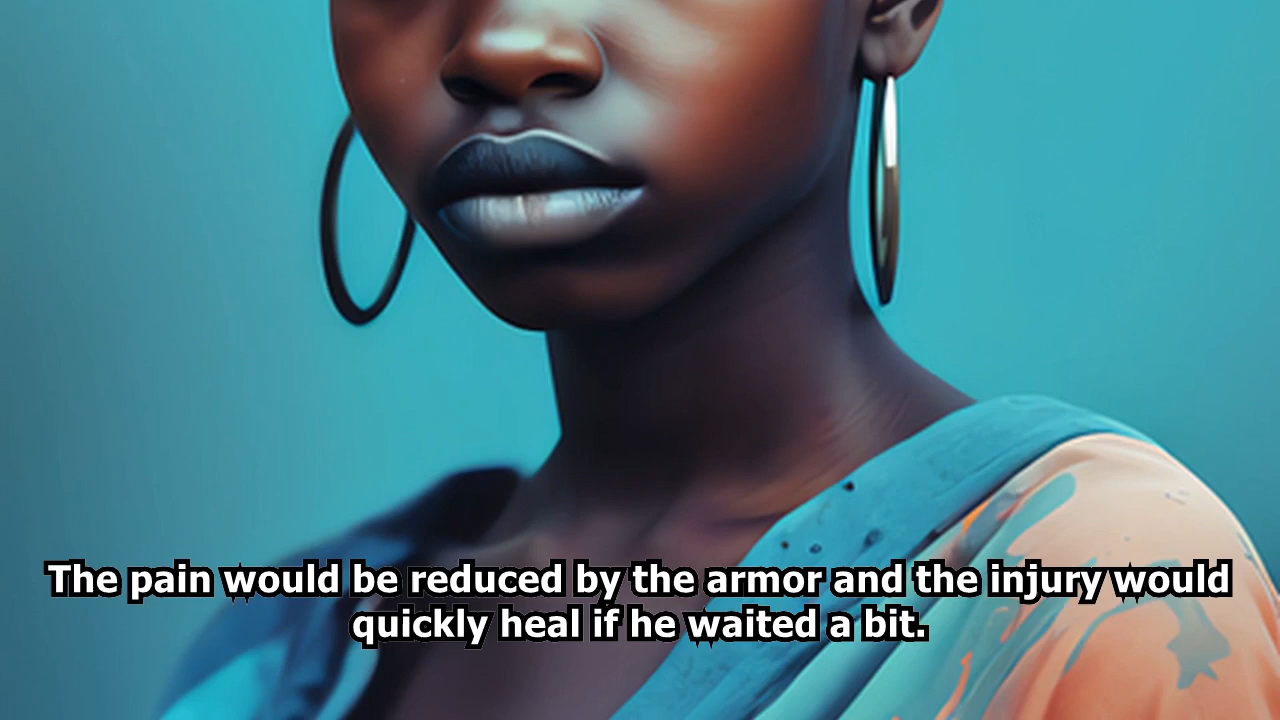 The pain would be reduced by the armor and the injury would
quickly heal if he waited a bit.